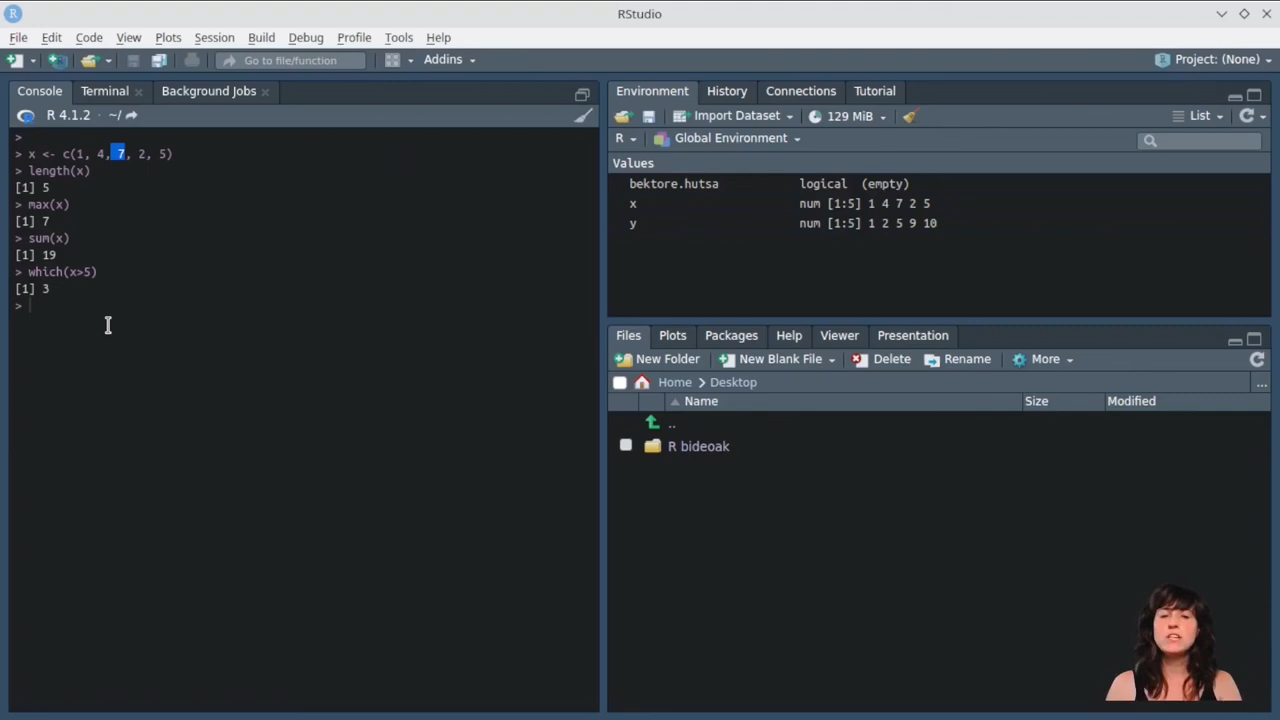 RStudio
File Edit Code View Plots Session Build Debug Profile Tools Help
Go to file/function Addins Project: (None)
Console Terminal Background Jobs
R 4.1.2 · ~/
>
> x <- c(1, 4, 7, 2, 5)
> length(x)
[1] 5
> max(x)
[1] 7
> sum(x)
[1] 19
> which(x>5)
[1] 3
>
Environment History Connections Tutorial
Import Dataset 129 MiB List
R Global Environment
Values
bektore.hutsa logical (empty)
x num [1:5] 1 4 7 2 5
y num [1:5] 1 2 5 9 10
Files Plots Packages Help Viewer Presentation
New Folder New Blank File Delete Rename More
Home Desktop ...
Name Size Modified
..
R bideoak